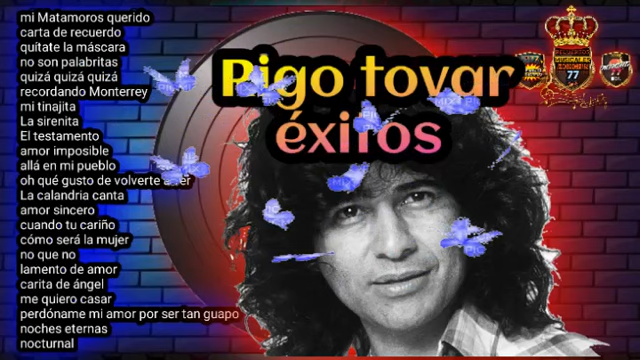 mi Matamoros querido
carta de recuerdo
quítate la máscara
no son palabritas
quizá quizá quizá
recordando Monterrey
mi tinajita
La sirenita
El testamento
amor imposible
allá en mi pueblo
oh qué gusto de volverte a ver
La calandria canta
amor sincero
cuando tu cariño
cómo será la mujer
no que no
lamento de amor
carita de ángel
me quiero casar
perdóname mi amor por ser tan guapo
noches eternas
nocturnal
Rigo tovar
éxitos
77